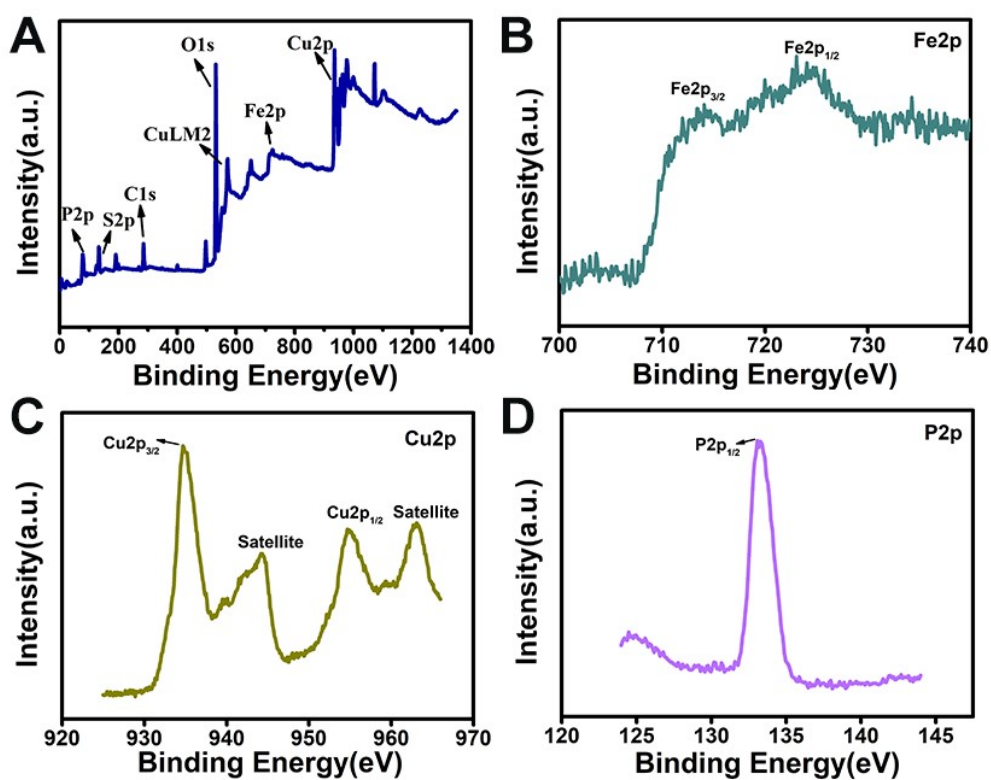 A
O1s
Cu2p
CuLM2
Fe2p
C1s
P2p
S2p
Intensity(a.u.)
0 200 400 600 800 1000 1200 1400
Binding Energy(eV)
B
Fe2p
Fe2p1/2
Fe2p3/2
Intensity(a.u.)
700 710 720 730 740
Binding Energy(eV)
C
Cu2p
Cu2p3/2
Satellite
Cu2p1/2
Satellite
Intensity(a.u.)
920 930 940 950 960 970
Binding Energy(eV)
D
P2p
P2p1/2
Intensity(a.u.)
120 125 130 135 140 145
Binding Energy(eV)